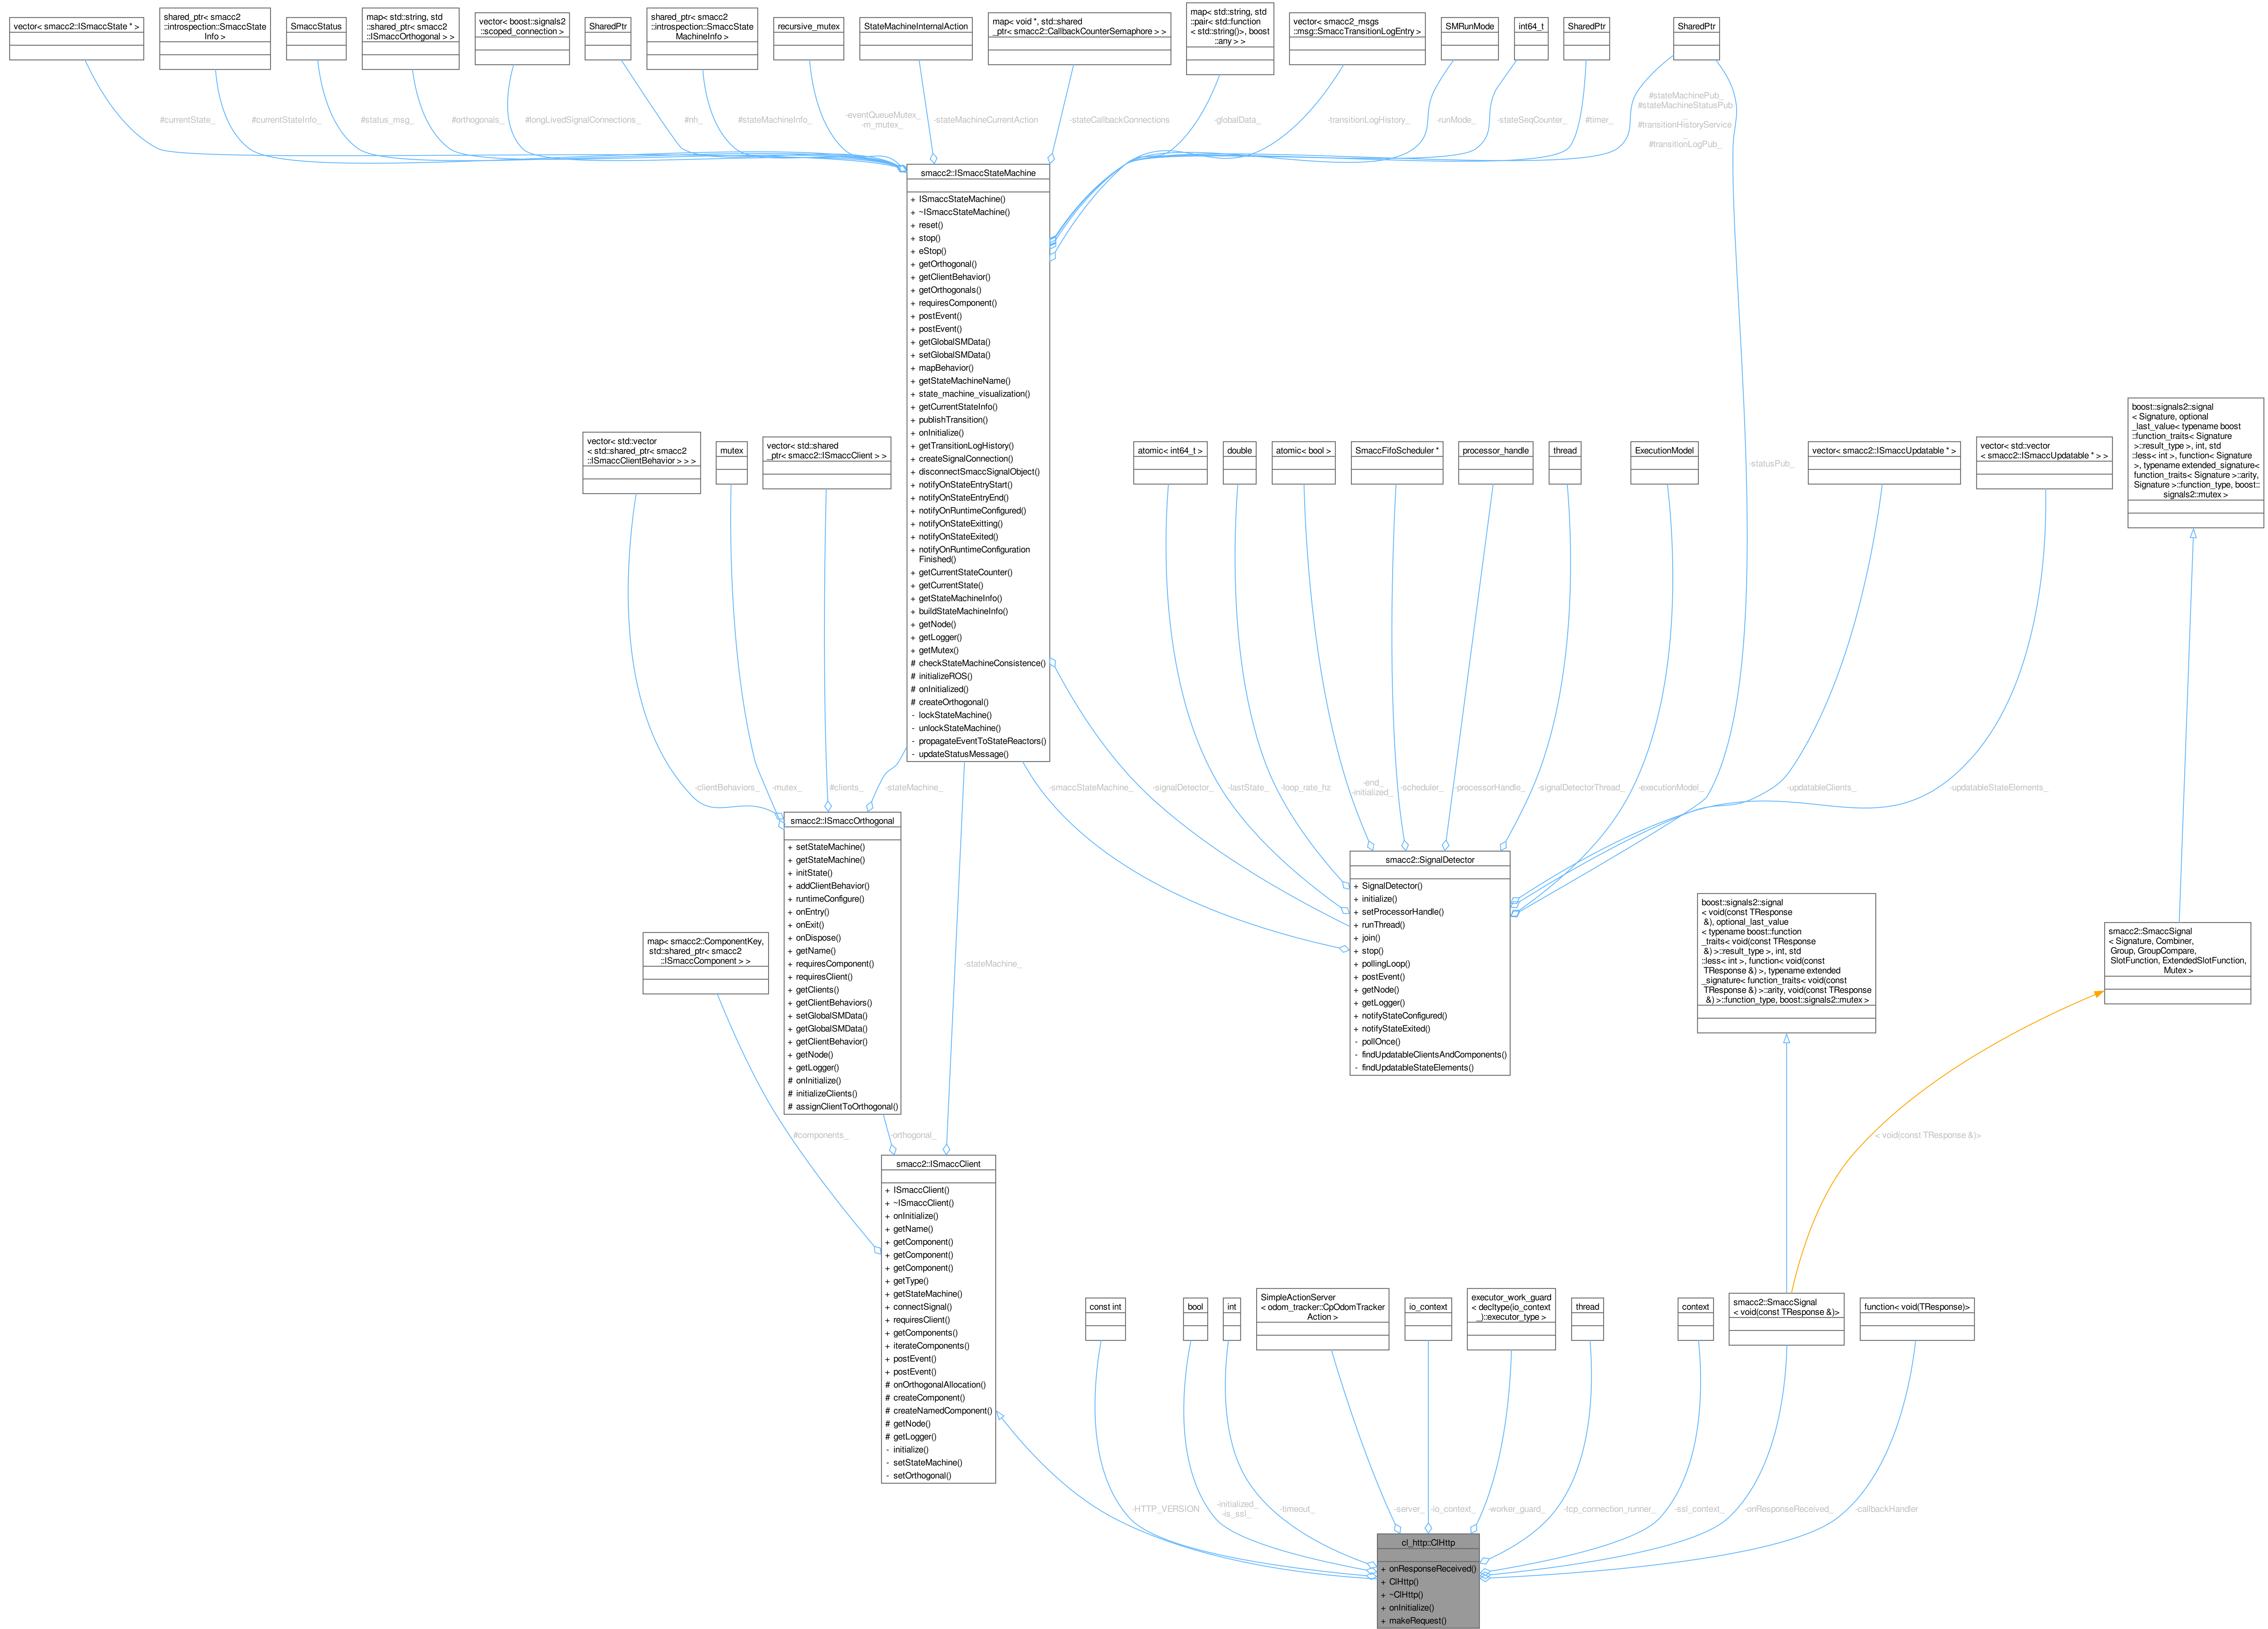 vector< smacc2::ISmaccState * >
shared_ptr< smacc2
::introspection::SmaccState
Info >
SmaccStatus
map< std::string, std
::shared_ptr< smacc2
::ISmaccOrthogonal > >
vector< boost::signals2
::scoped_connection >
SharedPtr
shared_ptr< smacc2
::introspection::SmaccState
MachineInfo >
recursive_mutex
StateMachineInternalAction
map< void *, std::shared
_ptr< smacc2::CallbackCounterSemaphore > >
map< std::string, std
::pair< std::function
< std::string()>, boost
::any > >
vector< smacc2_msgs
::msg::SmaccTransitionLogEntry >
SMRunMode
int64_t
SharedPtr
SharedPtr
#currentState_
#currentStateInfo_
#status_msg_
#orthogonals_
#longLivedSignalConnections_
#nh_
#stateMachineInfo_
-eventQueueMutex_
-m_mutex_
-stateMachineCurrentAction
-stateCallbackConnections
-globalData_
-transitionLogHistory_
-runMode_
-stateSeqCounter_
#timer_
#stateMachinePub_
#stateMachineStatusPub
_
#transitionHistoryService
_
#transitionLogPub_
smacc2::ISmaccStateMachine
+ ISmaccStateMachine()
+ ~ISmaccStateMachine()
+ reset()
+ stop()
+ eStop()
+ getOrthogonal()
+ getClientBehavior()
+ getOrthogonals()
+ requiresComponent()
+ postEvent()
+ postEvent()
+ getGlobalSMData()
+ setGlobalSMData()
+ mapBehavior()
+ getStateMachineName()
+ state_machine_visualization()
+ getCurrentStateInfo()
+ publishTransition()
+ onInitialize()
+ getTransitionLogHistory()
+ createSignalConnection()
+ disconnectSmaccSignalObject()
+ notifyOnStateEntryStart()
+ notifyOnStateEntryEnd()
+ notifyOnRuntimeConfigured()
+ notifyOnStateExitting()
+ notifyOnStateExited()
+ notifyOnRuntimeConfiguration
Finished()
+ getCurrentStateCounter()
+ getCurrentState()
+ getStateMachineInfo()
+ buildStateMachineInfo()
+ getNode()
+ getLogger()
+ getMutex()
# checkStateMachineConsistence()
# initializeROS()
# onInitialized()
# createOrthogonal()
- lockStateMachine()
- unlockStateMachine()
- propagateEventToStateReactors()
- updateStatusMessage()
vector< std::vector
< std::shared_ptr< smacc2
::ISmaccClientBehavior > > >
mutex
vector< std::shared
_ptr< smacc2::ISmaccClient > >
atomic< int64_t >
double
atomic< bool >
SmaccFifoScheduler *
processor_handle
thread
ExecutionModel
-statusPub_
vector< smacc2::ISmaccUpdatable * >
vector< std::vector
< smacc2::ISmaccUpdatable * > >
boost::signals2::signal
< Signature, optional
_last_value< typename boost
::function_traits< Signature
>::result_type >, int, std
::less< int >, function< Signature
>, typename extended_signature<
function_traits< Signature >::arity,
Signature >::function_type, boost::
signals2::mutex >
-clientBehaviors_
-mutex_
#clients_
-stateMachine_
-smaccStateMachine_
-signalDetector_
-lastState_
-loop_rate_hz
-end_
-initialized_
-scheduler_
-processorHandle_
-signalDetectorThread_
-executionModel_
-updatableClients_
-updatableStateElements_
smacc2::ISmaccOrthogonal
+ setStateMachine()
+ getStateMachine()
+ initState()
+ addClientBehavior()
+ runtimeConfigure()
+ onEntry()
+ onExit()
+ onDispose()
+ getName()
+ requiresComponent()
+ requiresClient()
+ getClients()
+ getClientBehaviors()
+ setGlobalSMData()
+ getGlobalSMData()
+ getClientBehavior()
+ getNode()
+ getLogger()
# onInitialize()
# initializeClients()
# assignClientToOrthogonal()
smacc2::SignalDetector
+ SignalDetector()
+ initialize()
+ setProcessorHandle()
+ runThread()
+ join()
+ stop()
+ pollingLoop()
+ postEvent()
+ getNode()
+ getLogger()
+ notifyStateConfigured()
+ notifyStateExited()
- pollOnce()
- findUpdatableClientsAndComponents()
- findUpdatableStateElements()
map< smacc2::ComponentKey,
std::shared_ptr< smacc2
::ISmaccComponent > >
-stateMachine_
boost::signals2::signal
< void(const TResponse
&), optional_last_value
< typename boost::function
_traits< void(const TResponse
&) >::result_type >, int, std
::less< int >, function< void(const
TResponse &) >, typename extended
_signature< function_traits< void(const
TResponse &) >::arity, void(const TResponse
&) >::function_type, boost::signals2::mutex >
smacc2::SmaccSignal
< Signature, Combiner,
Group, GroupCompare,
SlotFunction, ExtendedSlotFunction,
Mutex >
#components_
-orthogonal_
< void(const TResponse &)>
smacc2::ISmaccClient
+ ISmaccClient()
+ ~ISmaccClient()
+ onInitialize()
+ getName()
+ getComponent()
+ getComponent()
+ getComponent()
+ getType()
+ getStateMachine()
+ connectSignal()
+ requiresClient()
+ getComponents()
+ iterateComponents()
+ postEvent()
+ postEvent()
# onOrthogonalAllocation()
# createComponent()
# createNamedComponent()
# getNode()
# getLogger()
- initialize()
- setStateMachine()
- setOrthogonal()
const int
bool
int
SimpleActionServer
< odom_tracker::CpOdomTracker
Action >
io_context
executor_work_guard
< decltype(io_context
_)::executor_type >
thread
context
smacc2::SmaccSignal
< void(const TResponse &)>
function< void(TResponse)>
-HTTP_VERSION
-initialized_
-is_ssl_
-timeout_
-server_
-io_context_
-worker_guard_
-tcp_connection_runner_
-ssl_context_
-onResponseReceived_
-callbackHandler
cl_http::ClHttp
+ onResponseReceived()
+ ClHttp()
+ ~ClHttp()
+ onInitialize()
+ makeRequest()